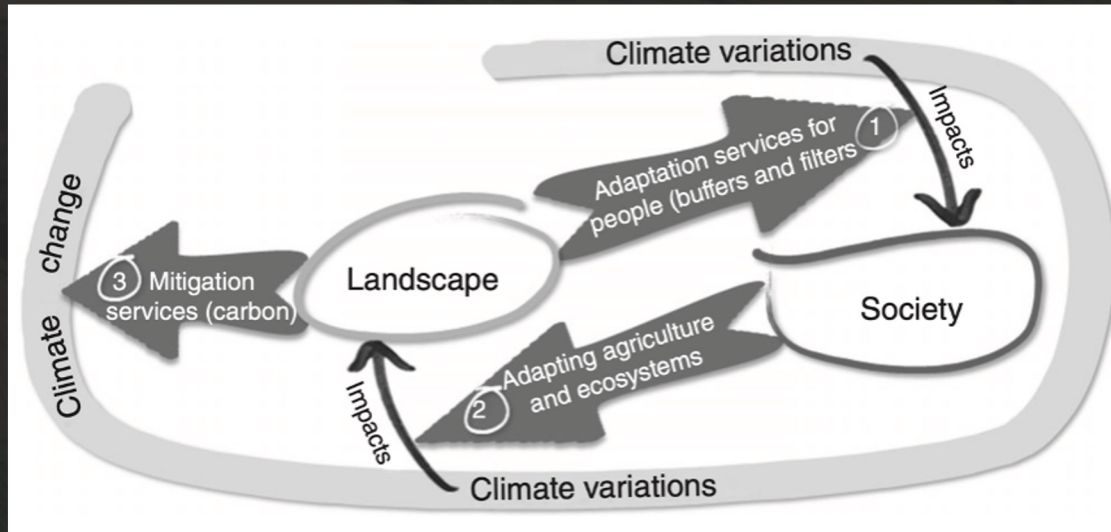 Climate variations
Impacts
1
Adaptation services for
people (buffers and filters)
Climate change
3 Mitigation
services (carbon)
Landscape
Society
2 Adapting agriculture
and ecosystems
Impacts
Climate variations